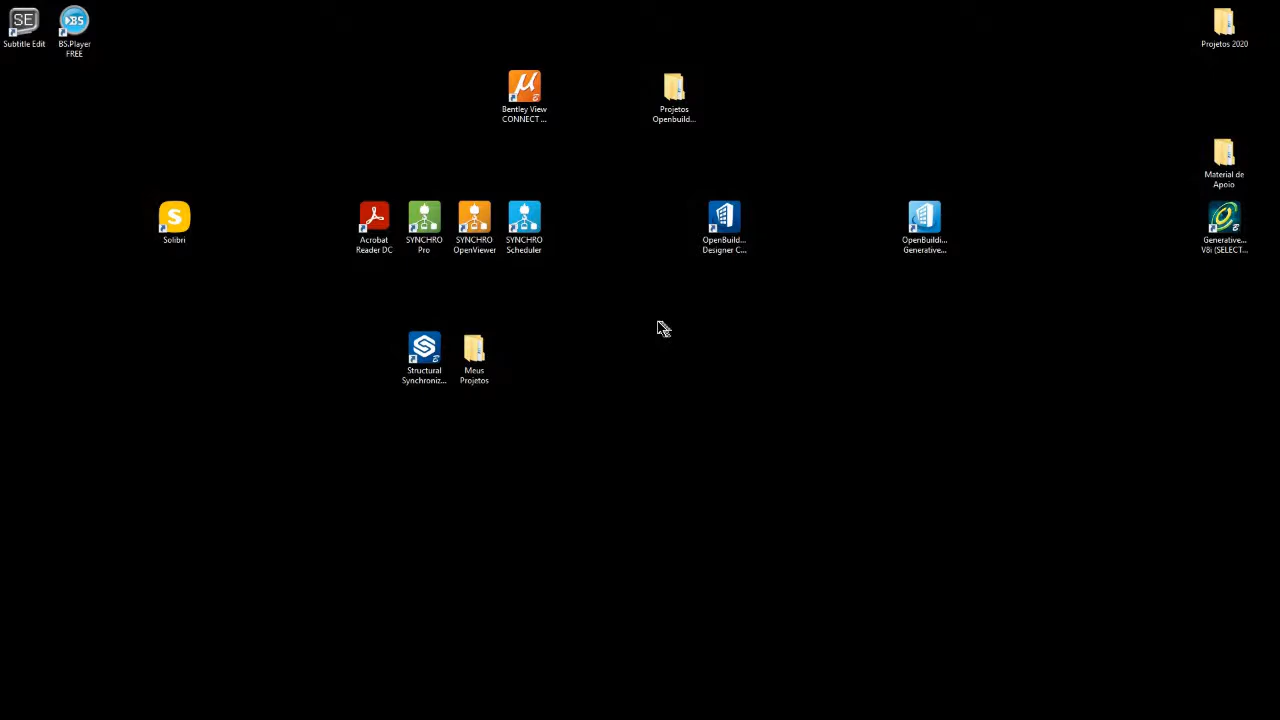 SE
Subtitle Edit
BS
BS.Player
FREE
Projetos 2020
Bentley View
CONNECT ...
Projetos
Openbuild...
Material de
Apoio
S
Solibri
Acrobat
Reader DC
SYNCHRO
Pro
SYNCHRO
OpenViewer
SYNCHRO
Scheduler
OpenBuild...
Designer C...
OpenBuildi...
Generative...
Generative...
V8i (SELECT...
Structural
Synchroniz...
Meus
Projetos